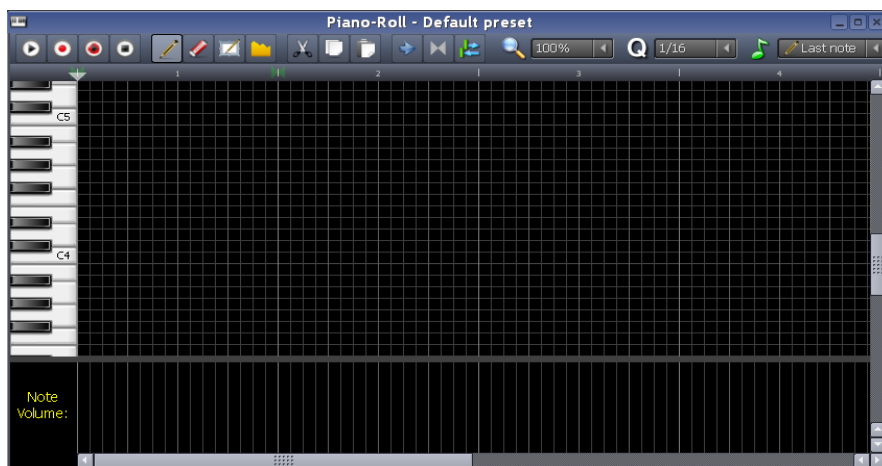 Piano-Roll - Default preset
100% Q 1/16 Last note
1 2 3 4
C5
C4
Note
Volume: